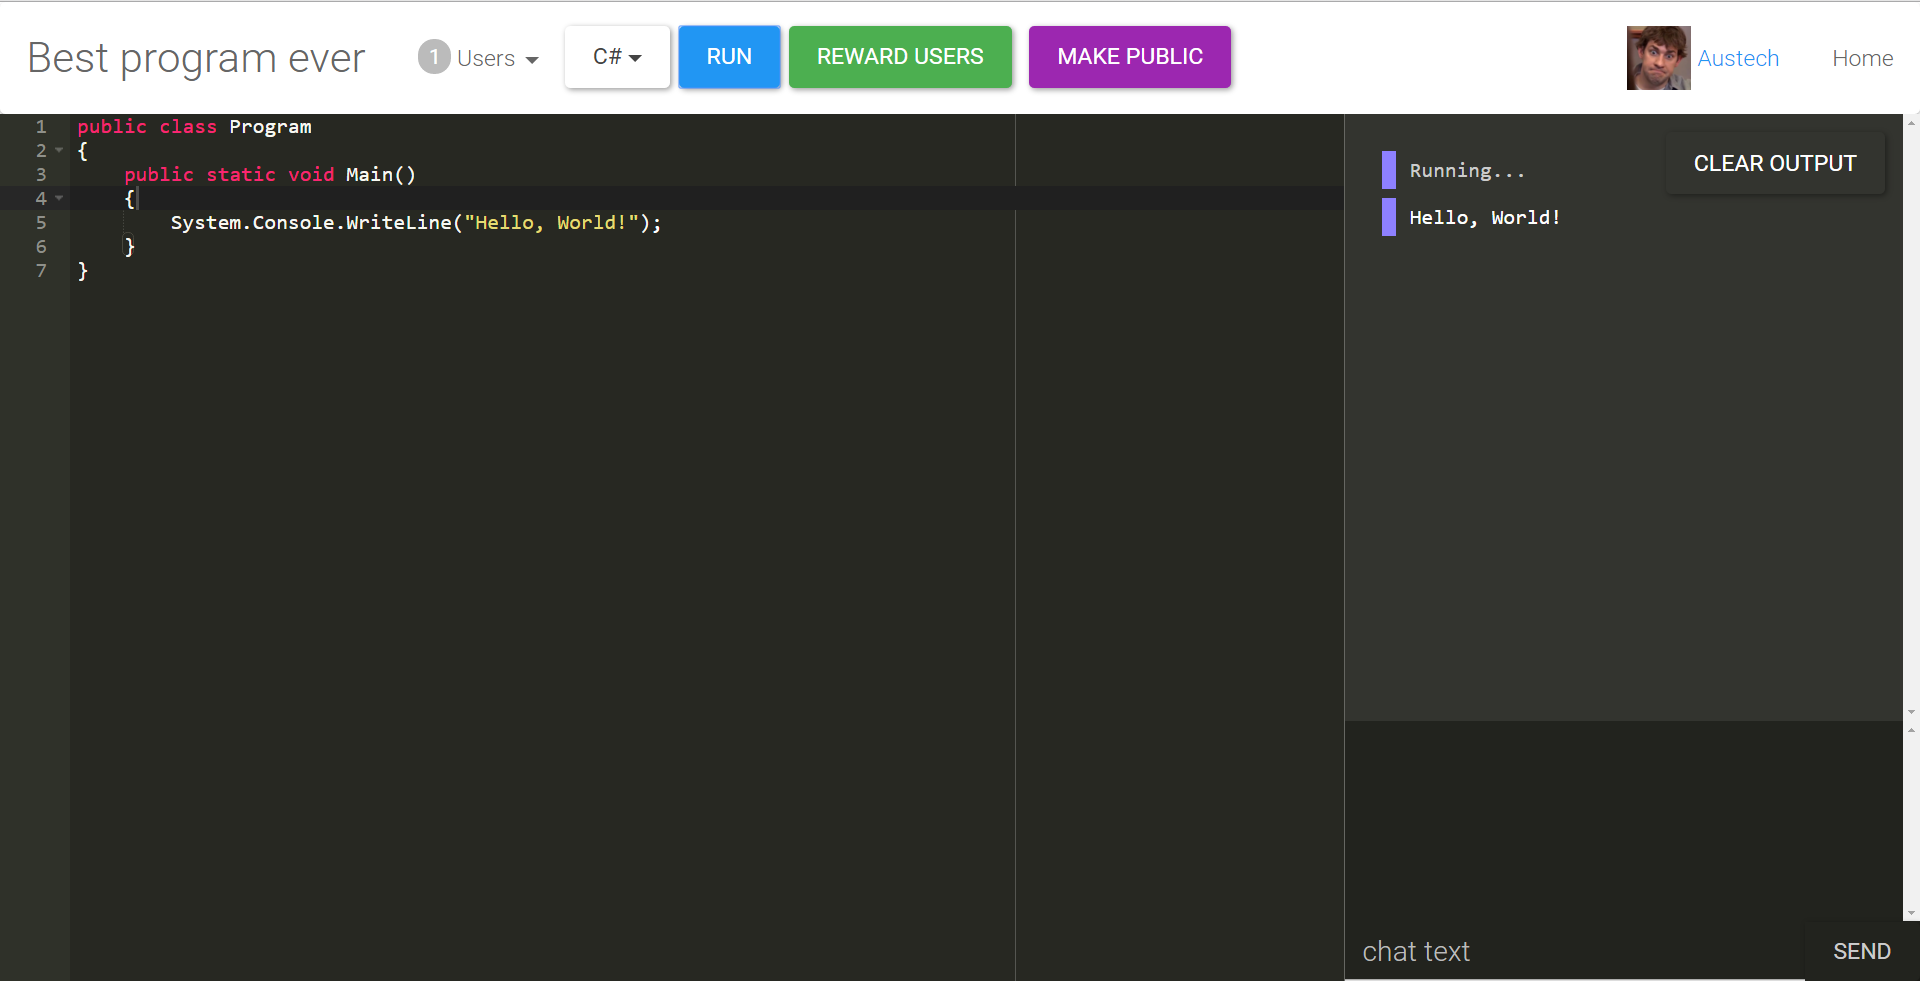 Best program ever
1 Users
C#
RUN
REWARD USERS
MAKE PUBLIC
Austech
Home
1 public class Program
2 {
3     public static void Main()
4     {
5         System.Console.WriteLine("Hello, World!");
6     }
7 }
CLEAR OUTPUT
Running...
Hello, World!
chat text
SEND